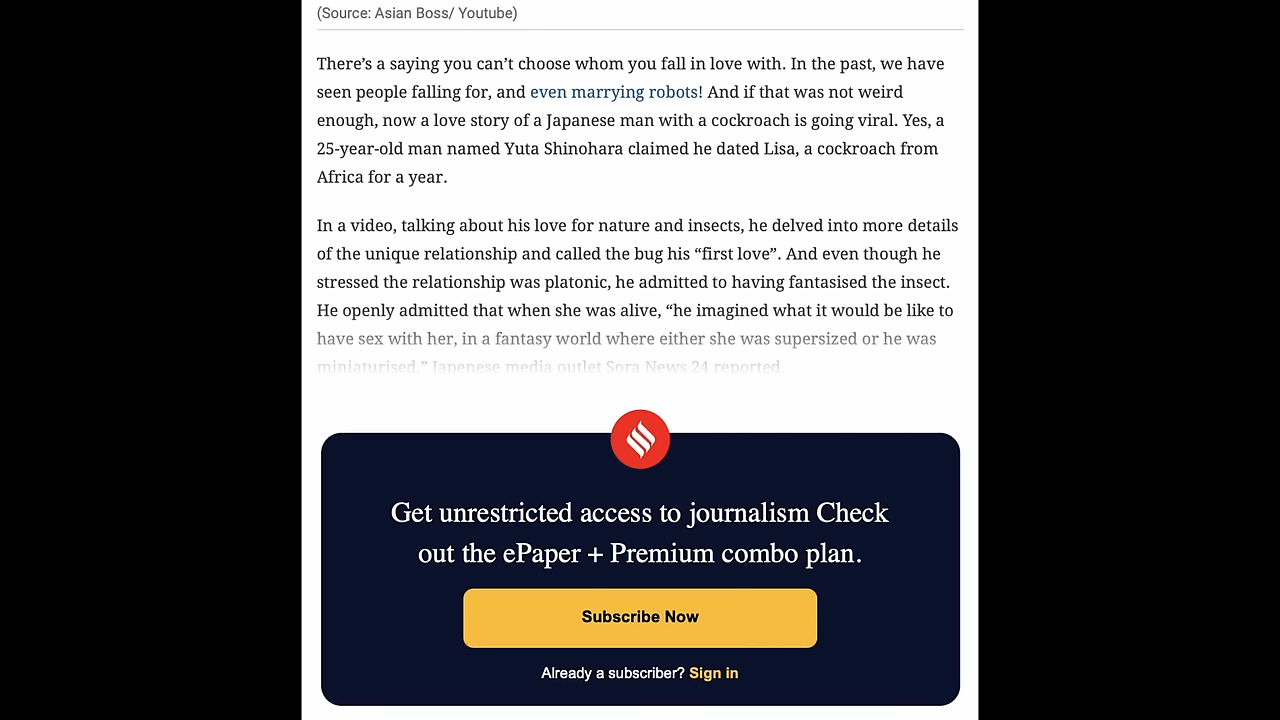 (Source: Asian Boss/ Youtube)
There’s a saying you can’t choose whom you fall in love with. In the past, we have
seen people falling for, and even marrying robots! And if that was not weird
enough, now a love story of a Japanese man with a cockroach is going viral. Yes, a
25-year-old man named Yuta Shinohara claimed he dated Lisa, a cockroach from
Africa for a year.
In a video, talking about his love for nature and insects, he delved into more details
of the unique relationship and called the bug his “first love”. And even though he
stressed the relationship was platonic, he admitted to having fantasised the insect.
He openly admitted that when she was alive, “he imagined what it would be like to
have sex with her, in a fantasy world where either she was supersized or he was
miniaturised,” Japenese media outlet Sora News 24 reported.
Get unrestricted access to journalism Check
out the ePaper + Premium combo plan.
Subscribe Now
Already a subscriber? Sign in